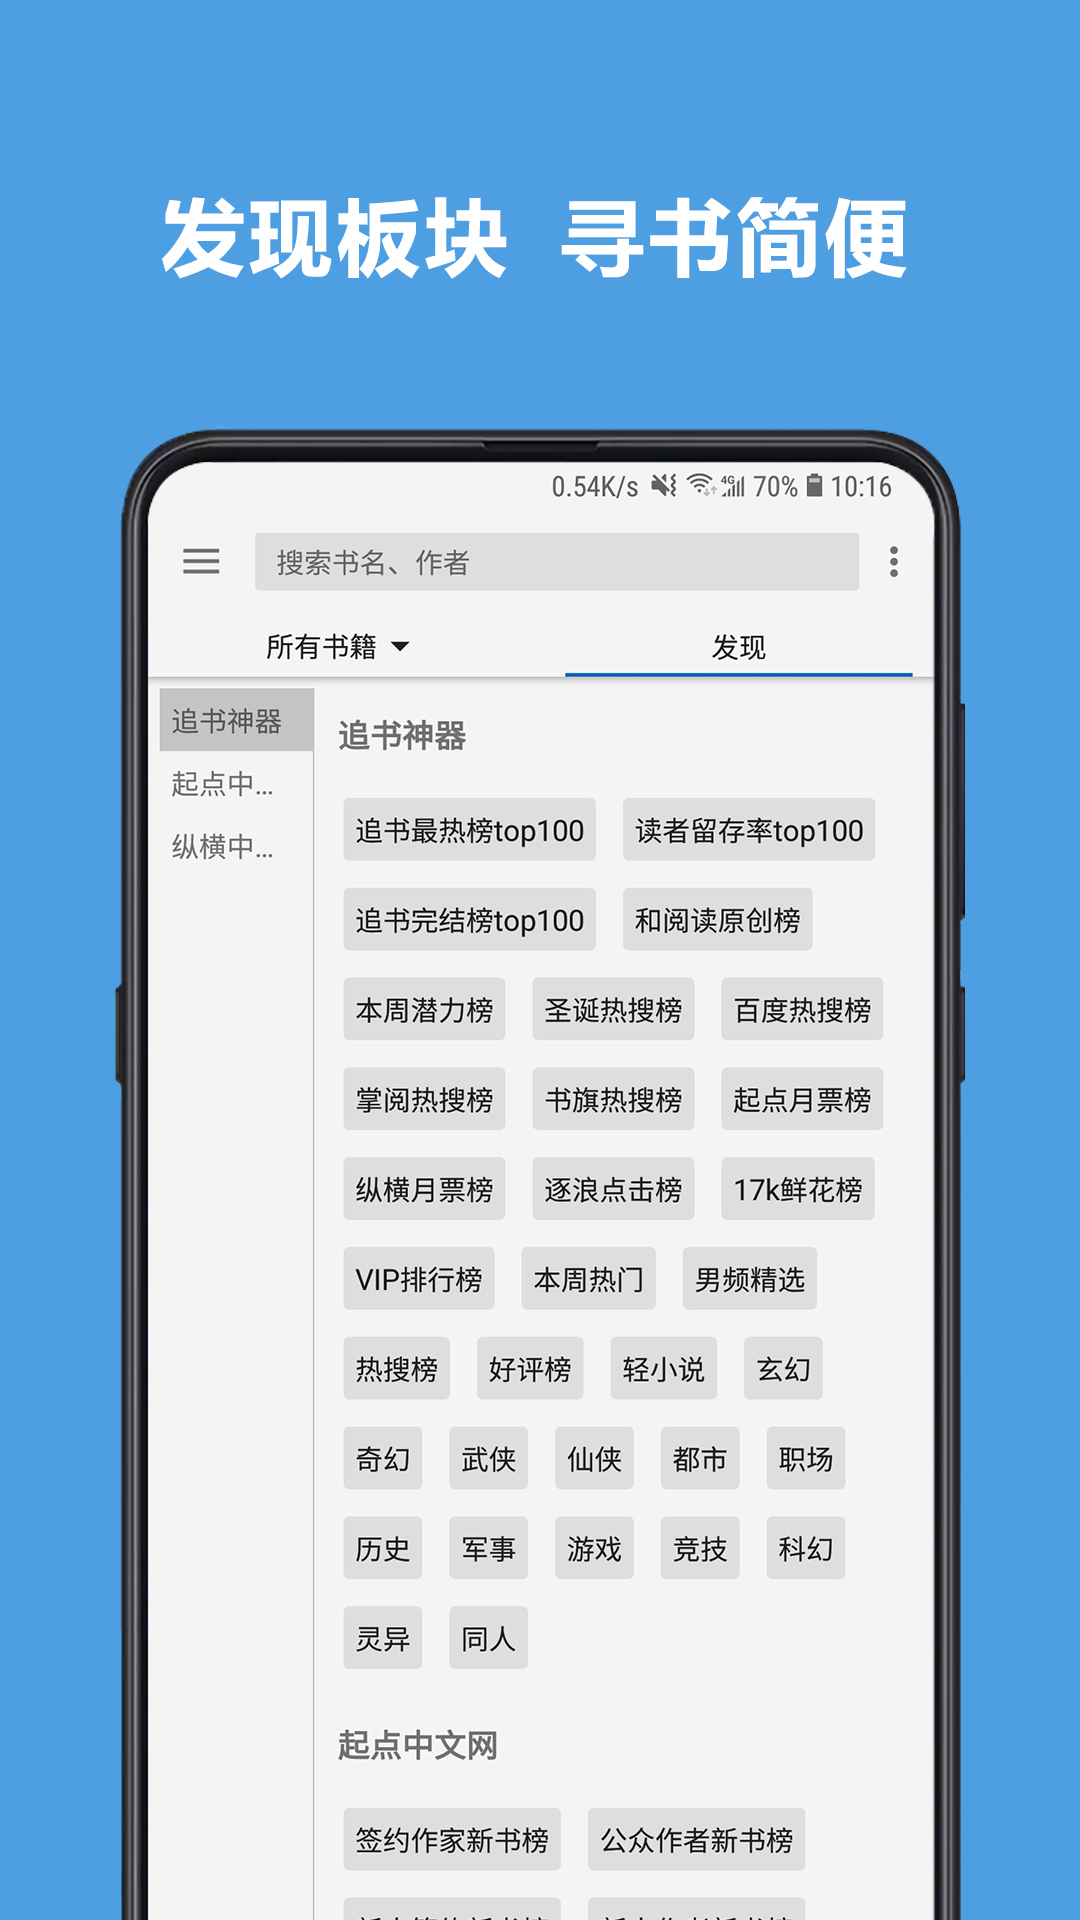 发现板块 寻书简便
0.54K/s 4G 70% 10:16
搜索书名、作者
所有书籍 发现
追书神器
起点中...
纵横中...
追书神器
追书最热榜top100 读者留存率top100
追书完结榜top100 和阅读原创榜
本周潜力榜 圣诞热搜榜 百度热搜榜
掌阅热搜榜 书旗热搜榜 起点月票榜
纵横月票榜 逐浪点击榜 17k鲜花榜
VIP排行榜 本周热门 男频精选
热搜榜 好评榜 轻小说 玄幻
奇幻 武侠 仙侠 都市 职场
历史 军事 游戏 竞技 科幻
灵异 同人
起点中文网
签约作家新书榜 公众作者新书榜